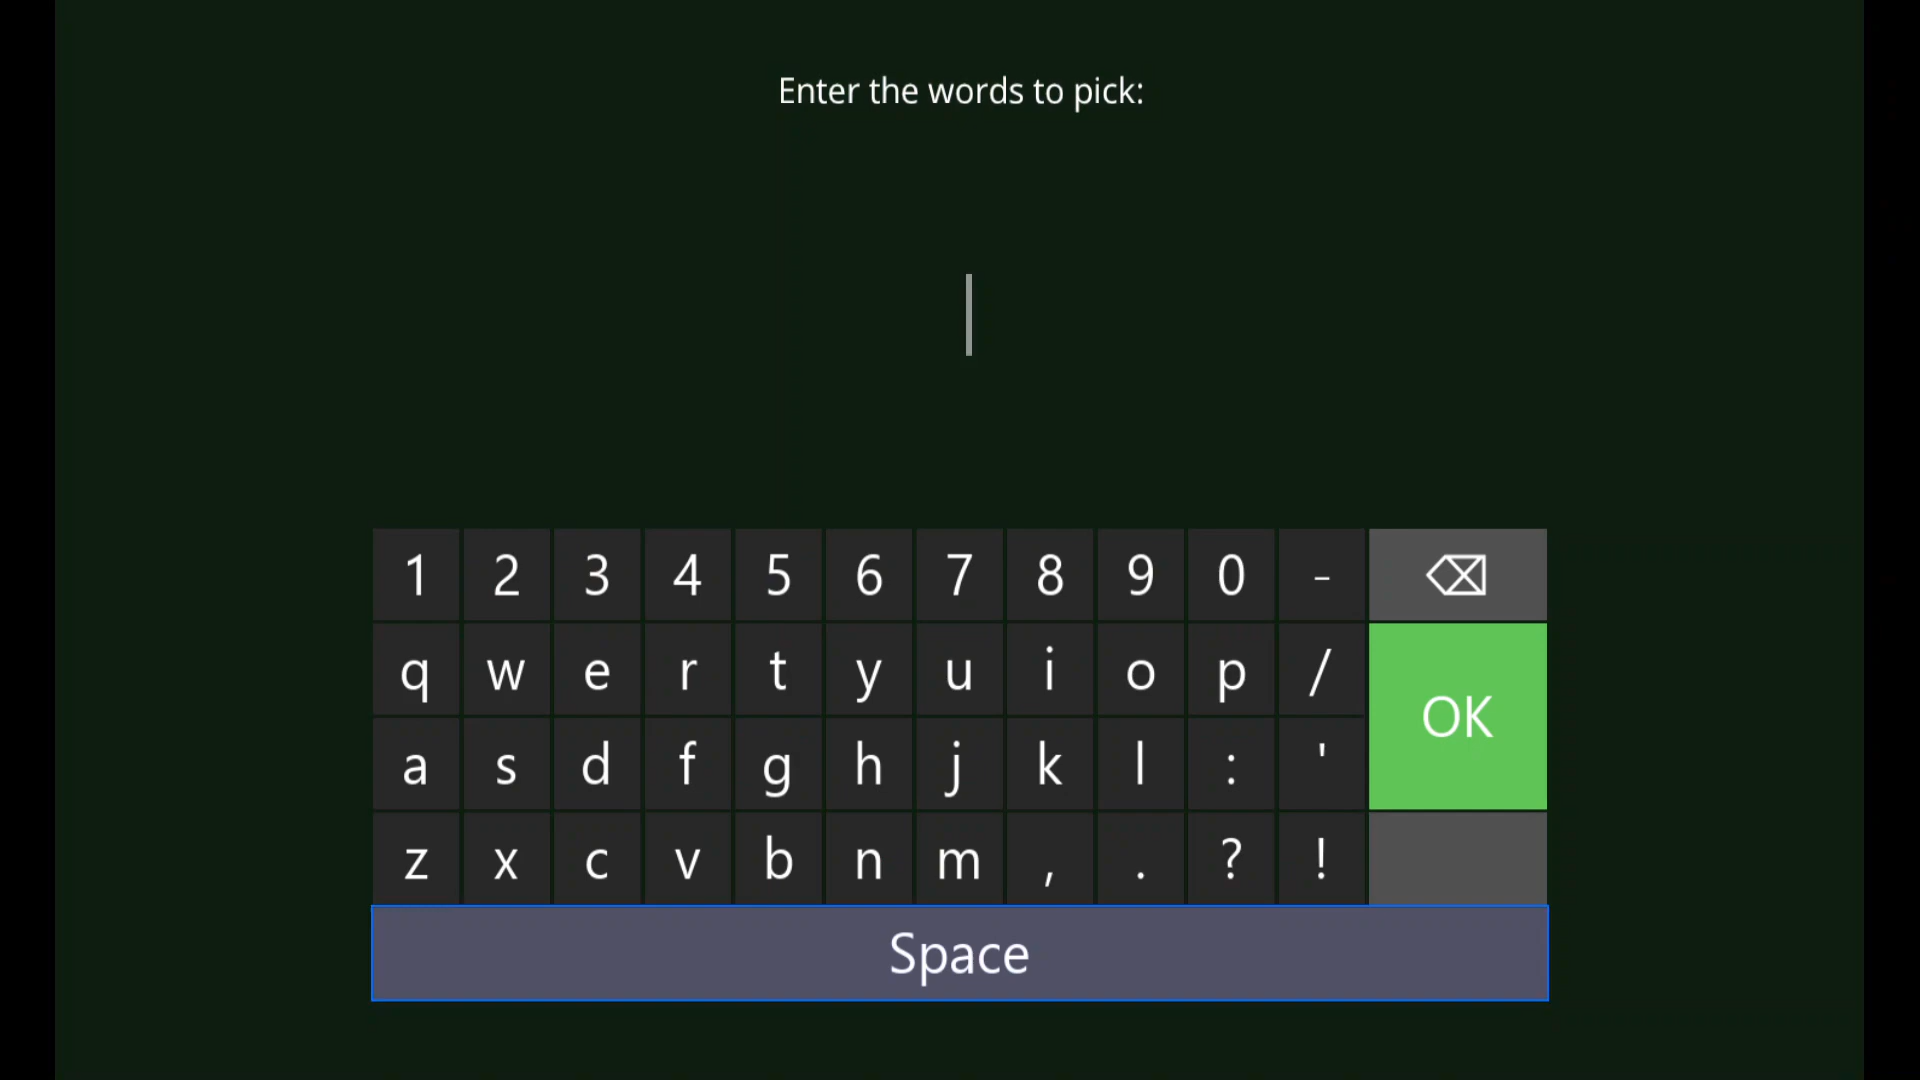 Enter the words to pick:
1 2 3 4 5 6 7 8 9 0 -
q w e r t y u i o p /
OK
a s d f g h j k l : '
z x c v b n m , . ? !
Space